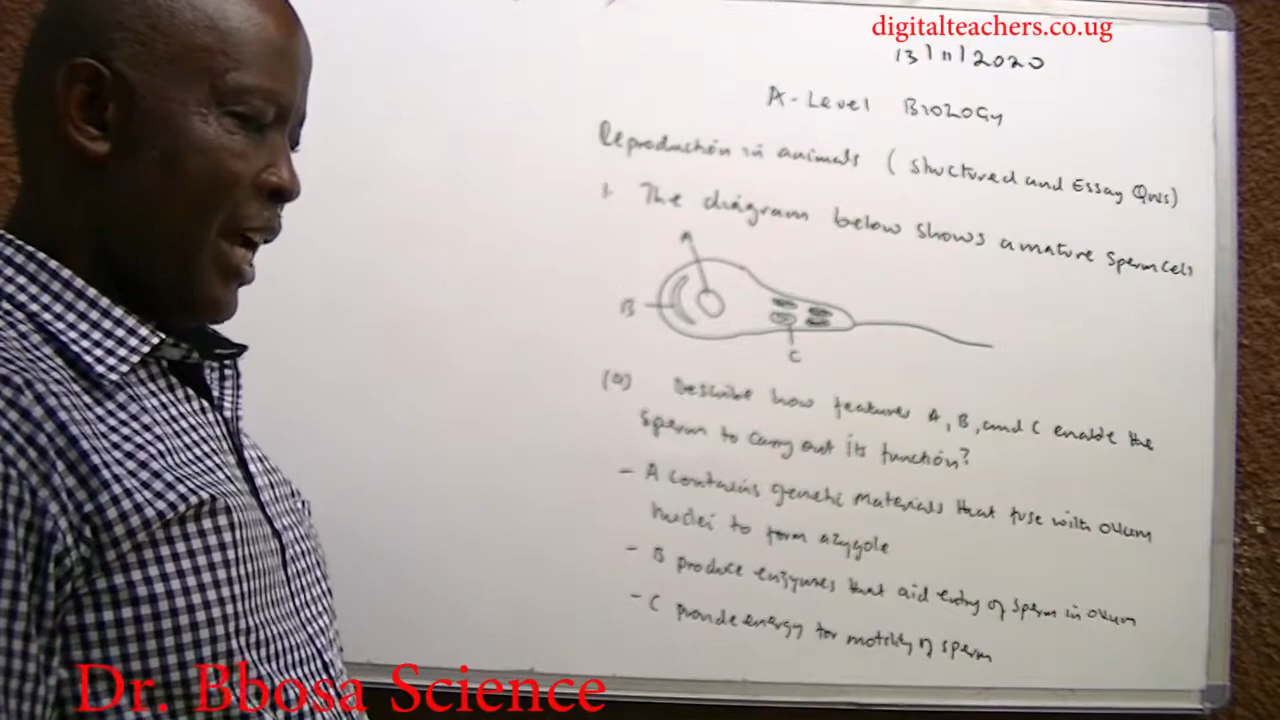 digitalteachers.co.ug
13/11/2020
A-Level BIOLOGY
Reproduction in animals (structured and Essay Qns)
1. The diagram below shows a mature sperm cell
A
B
C
(a) Describe how features A, B, and C enable the
sperm to carry out its function?
- A contains genetic materials that fuse with ovum
nuclei to form a zygote
- B produce enzymes that aid entry of sperm in ovum
- C provide energy for motility of sperm
Dr. Bbosa Science